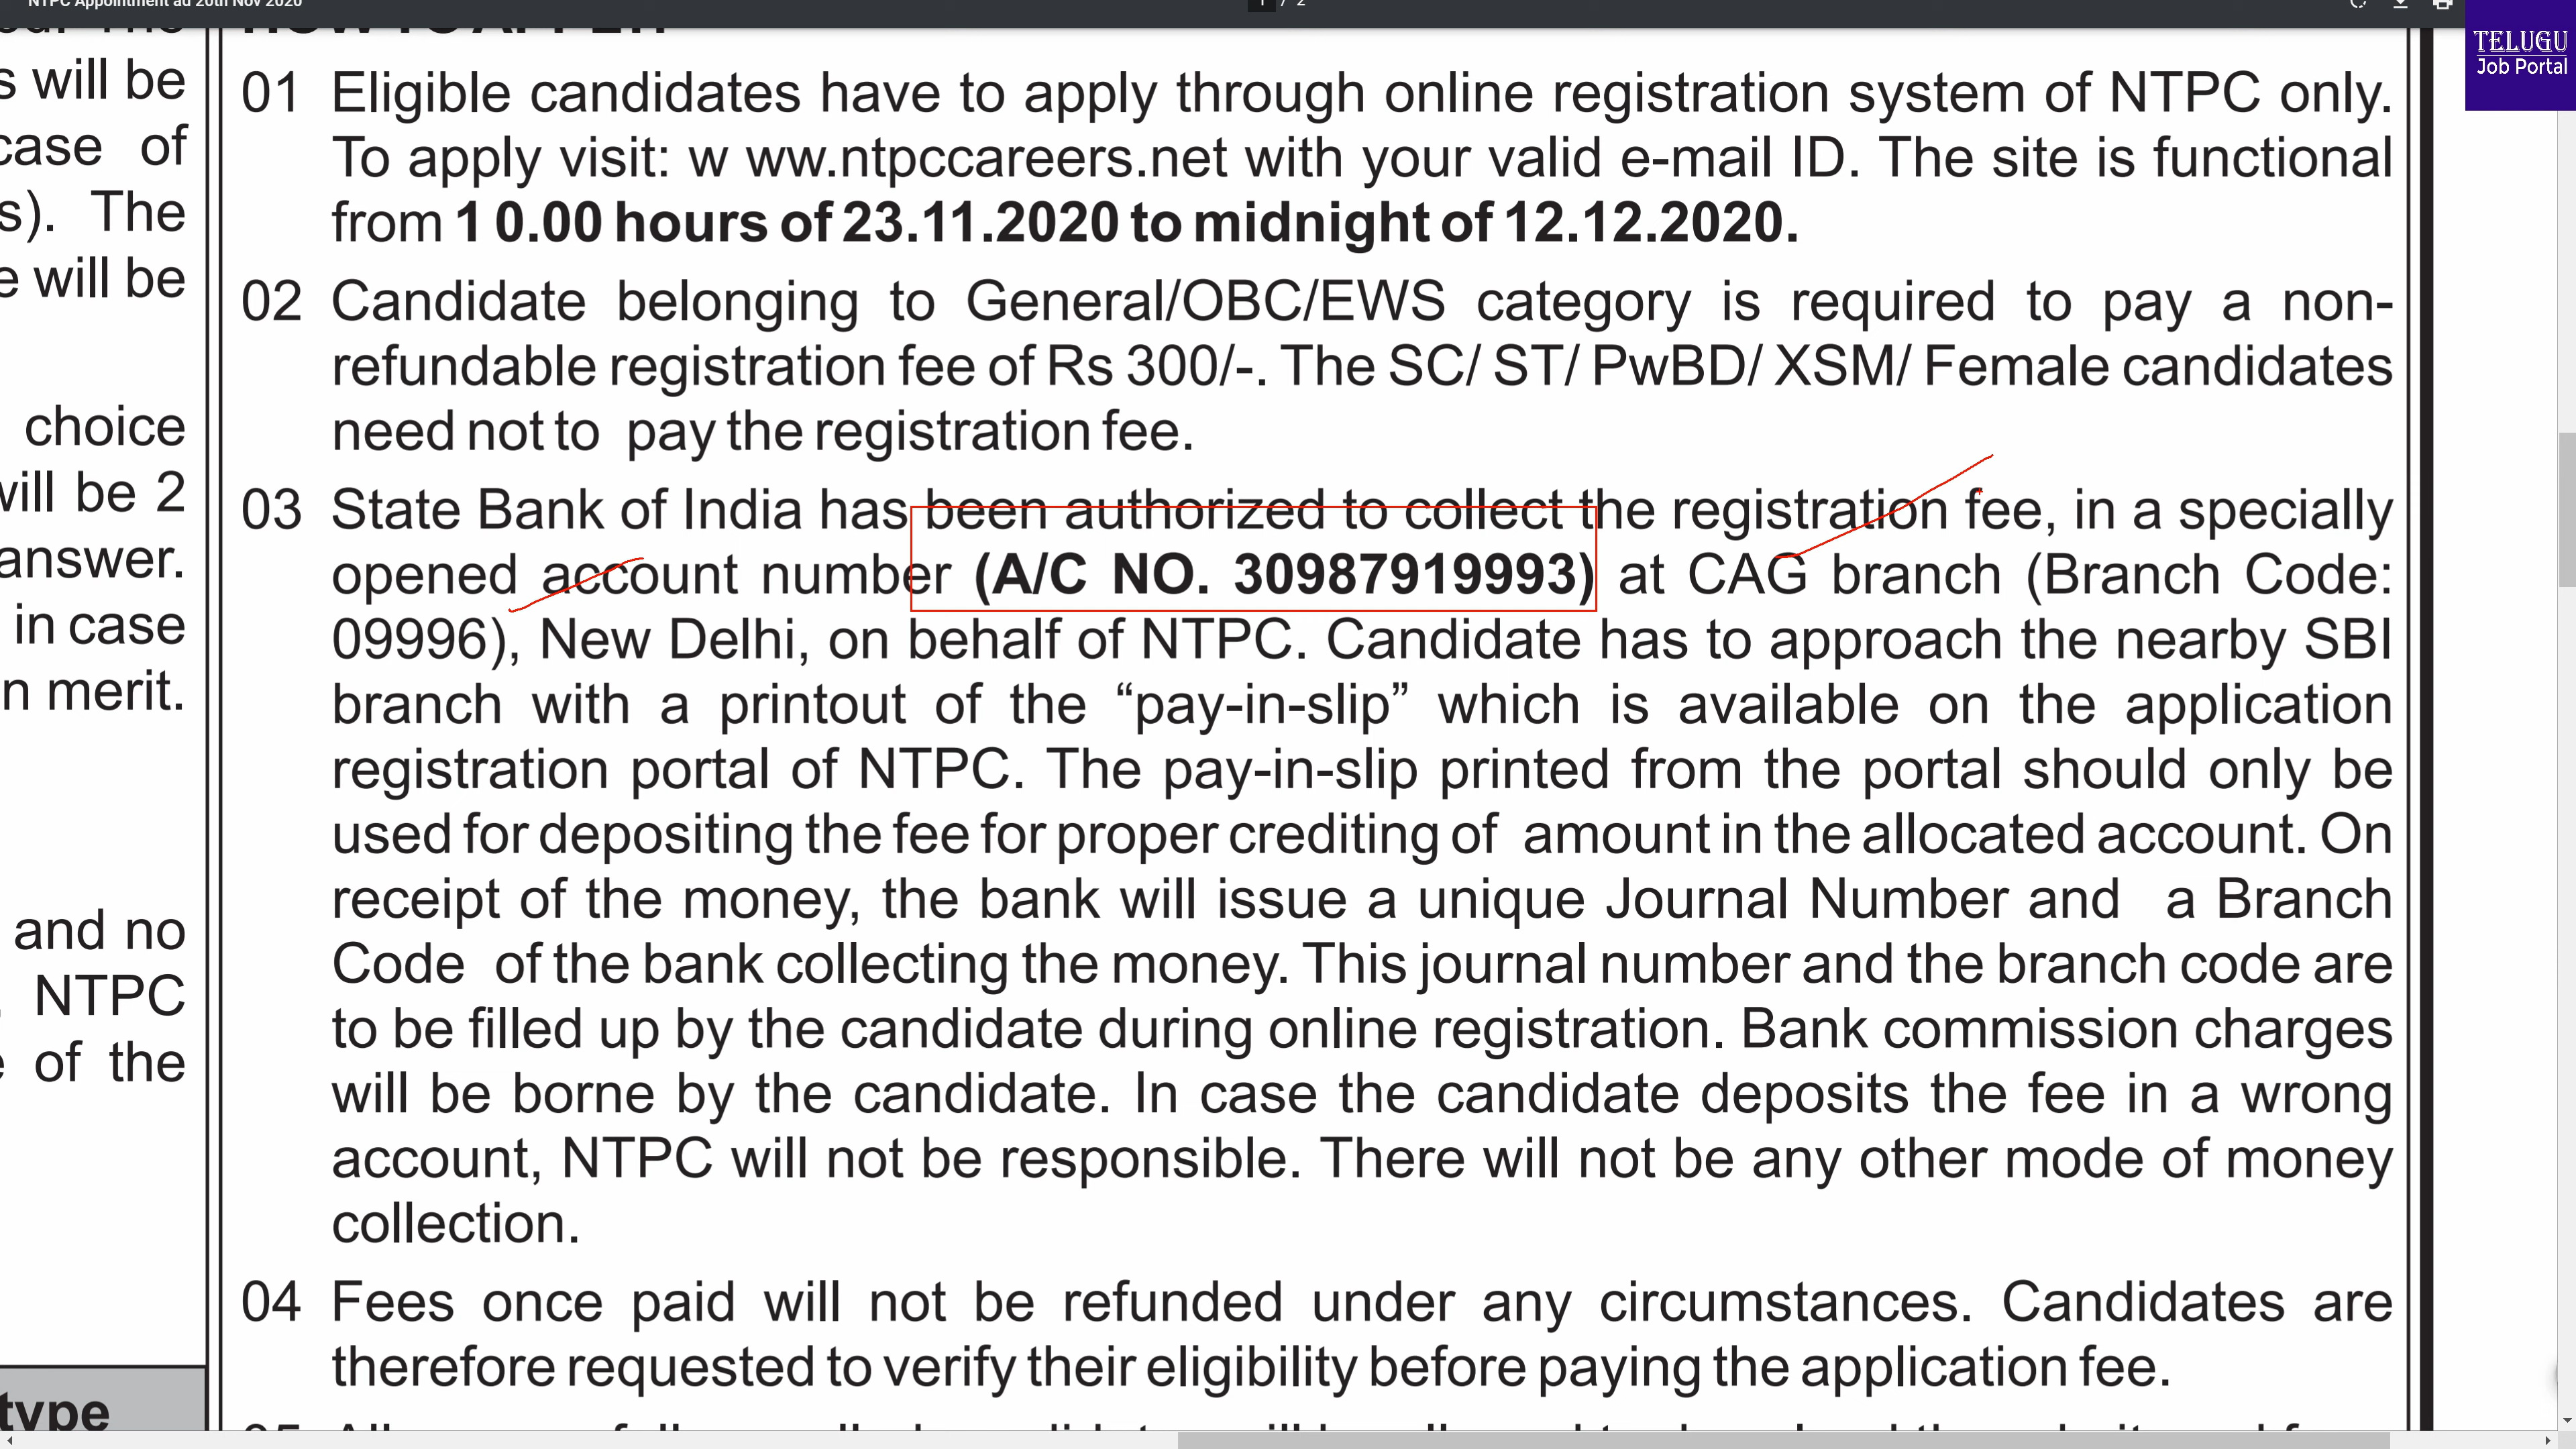 NTPC Appointment ad 20th Nov 2020
1 / 2
TELUGU
Job Portal
s will be
case of
s). The
e will be
choice
will be 2
answer.
in case
n merit.
and no
NTPC
of the
type
HOW TO APPLY
01 Eligible candidates have to apply through online registration system of NTPC only.
To apply visit: w ww.ntpccareers.net with your valid e-mail ID. The site is functional
from 1 0.00 hours of 23.11.2020 to midnight of 12.12.2020.
02 Candidate belonging to General/OBC/EWS category is required to pay a non-
refundable registration fee of Rs 300/-. The SC/ ST/ PwBD/ XSM/ Female candidates
need not to pay the registration fee.
03 State Bank of India has been authorized to collect the registration fee, in a specially
opened account number (A/C NO. 30987919993) at CAG branch (Branch Code:
09996), New Delhi, on behalf of NTPC. Candidate has to approach the nearby SBI
branch with a printout of the “pay-in-slip” which is available on the application
registration portal of NTPC. The pay-in-slip printed from the portal should only be
used for depositing the fee for proper crediting of amount in the allocated account. On
receipt of the money, the bank will issue a unique Journal Number and a Branch
Code of the bank collecting the money. This journal number and the branch code are
to be filled up by the candidate during online registration. Bank commission charges
will be borne by the candidate. In case the candidate deposits the fee in a wrong
account, NTPC will not be responsible. There will not be any other mode of money
collection.
04 Fees once paid will not be refunded under any circumstances. Candidates are
therefore requested to verify their eligibility before paying the application fee.